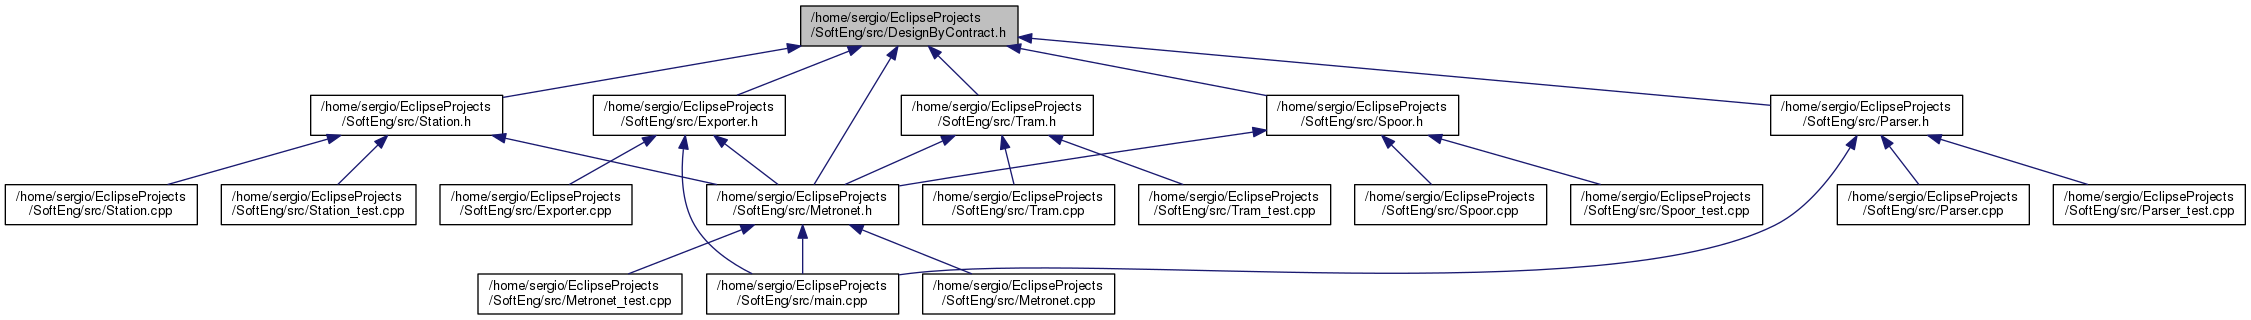 /home/sergio/EclipseProjects
/SoftEng/src/DesignByContract.h
/home/sergio/EclipseProjects
/SoftEng/src/Station.h
/home/sergio/EclipseProjects
/SoftEng/src/Exporter.h
/home/sergio/EclipseProjects
/SoftEng/src/Tram.h
/home/sergio/EclipseProjects
/SoftEng/src/Spoor.h
/home/sergio/EclipseProjects
/SoftEng/src/Parser.h
/home/sergio/EclipseProjects
/SoftEng/src/Station.cpp
/home/sergio/EclipseProjects
/SoftEng/src/Station_test.cpp
/home/sergio/EclipseProjects
/SoftEng/src/Exporter.cpp
/home/sergio/EclipseProjects
/SoftEng/src/Metronet.h
/home/sergio/EclipseProjects
/SoftEng/src/Tram.cpp
/home/sergio/EclipseProjects
/SoftEng/src/Tram_test.cpp
/home/sergio/EclipseProjects
/SoftEng/src/Spoor.cpp
/home/sergio/EclipseProjects
/SoftEng/src/Spoor_test.cpp
/home/sergio/EclipseProjects
/SoftEng/src/Parser.cpp
/home/sergio/EclipseProjects
/SoftEng/src/Parser_test.cpp
/home/sergio/EclipseProjects
/SoftEng/src/Metronet_test.cpp
/home/sergio/EclipseProjects
/SoftEng/src/main.cpp
/home/sergio/EclipseProjects
/SoftEng/src/Metronet.cpp